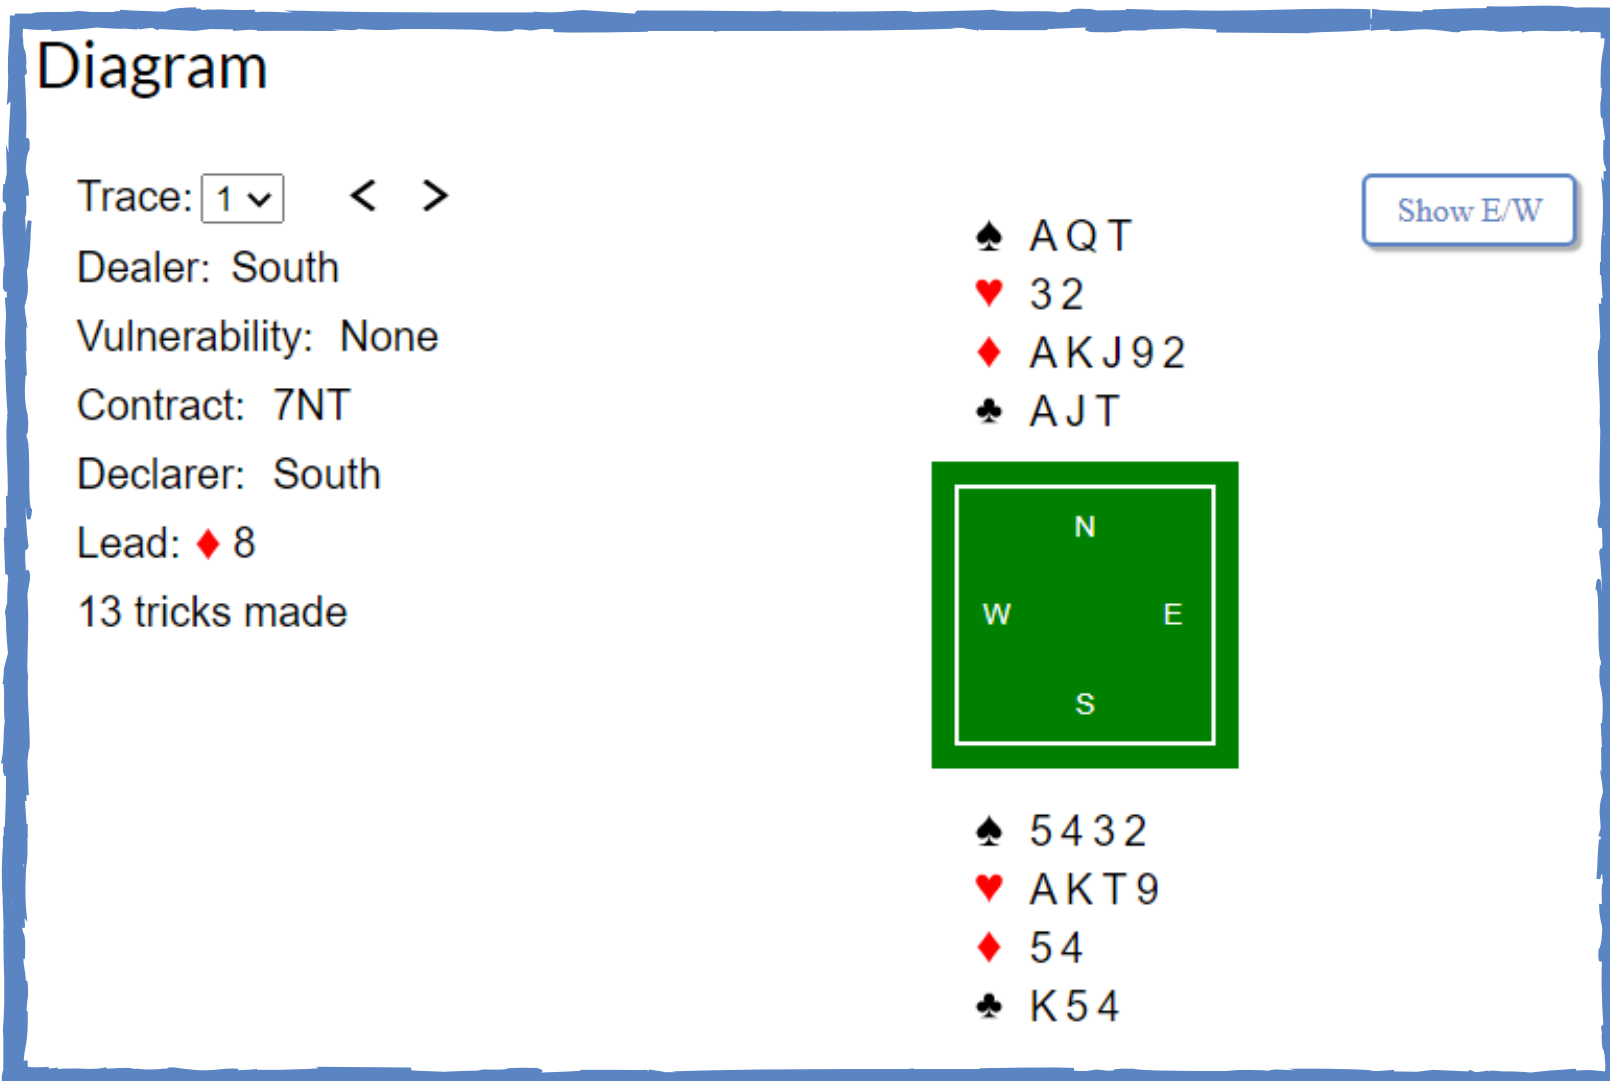 Diagram
Trace: 1 < >
Show E/W
Dealer: South
Vulnerability: None
Contract: 7NT
Declarer: South
Lead: ♦ 8
13 tricks made
♠ A Q T
♥ 3 2
♦ A K J 9 2
♣ A J T
N
W E
S
♠ 5 4 3 2
♥ A K T 9
♦ 5 4
♣ K 5 4